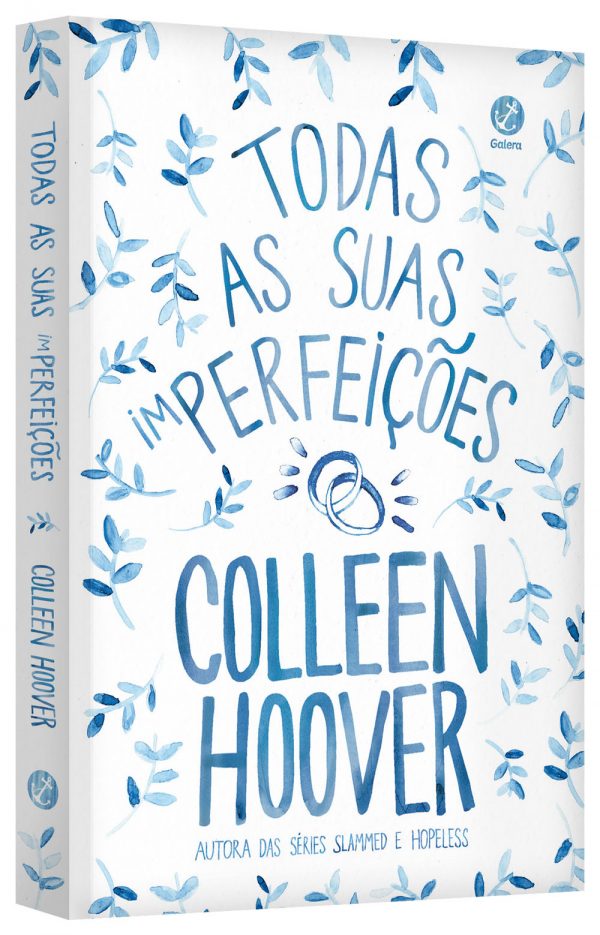 TODAS AS SUAS imPERFEIÇÕES COLLEEN HOOVER
Galera
TODAS
AS SUAS
imPERFEIÇÕES
COLLEEN
HOOVER
AUTORA DAS SÉRIES SLAMMED E HOPELESS